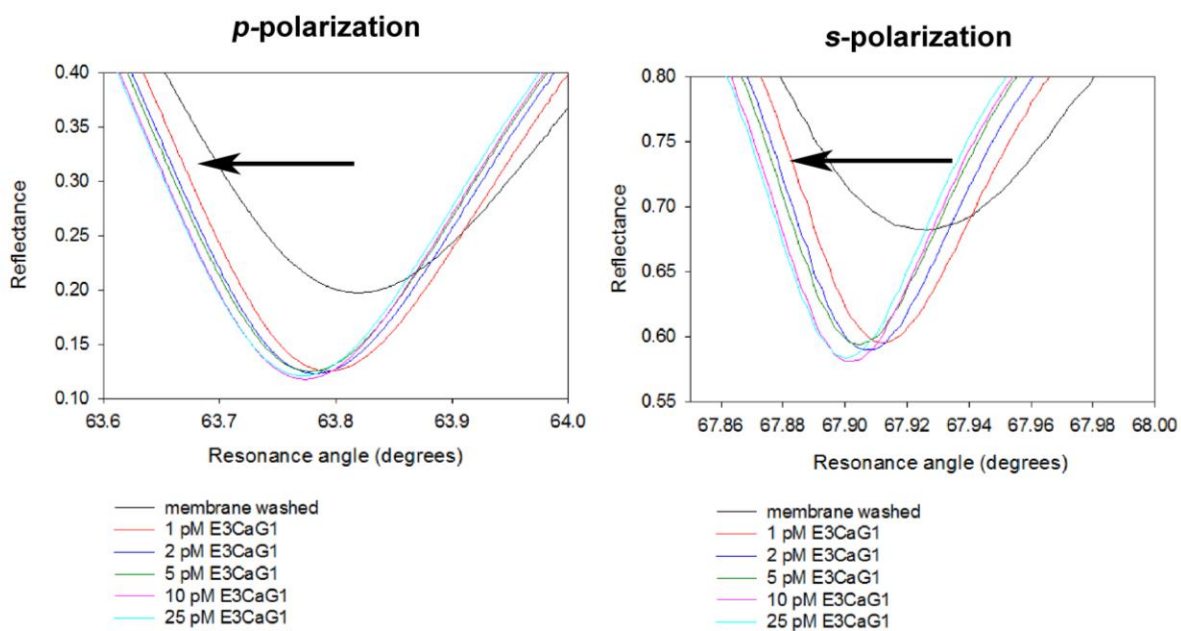 p-polarization
0.40
0.35
0.30
0.25
0.20
0.15
0.10
Reflectance
63.6 63.7 63.8 63.9 64.0
Resonance angle (degrees)
membrane washed
1 pM E3CaG1
2 pM E3CaG1
5 pM E3CaG1
10 pM E3CaG1
25 pM E3CaG1
s-polarization
0.80
0.75
0.70
0.65
0.60
0.55
Reflectance
67.86 67.88 67.90 67.92 67.94 67.96 67.98 68.00
Resonance angle (degrees)
membrane washed
1 pM E3CaG1
2 pM E3CaG1
5 pM E3CaG1
10 pM E3CaG1
25 pM E3CaG1